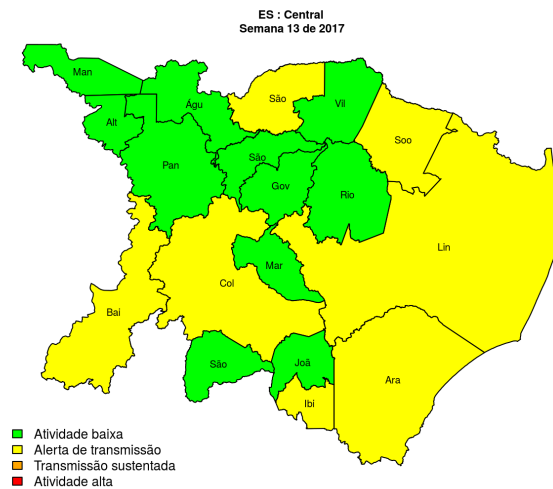 ES : Central
Semana 13 de 2017
Man
Águ
São
Vil
Alt
Soo
Pan
São
Gov
Rio
Lin
Mar
Col
Bai
São
Joã
Ara
Ibi
Atividade baixa
Alerta de transmissão
Transmissão sustentada
Atividade alta